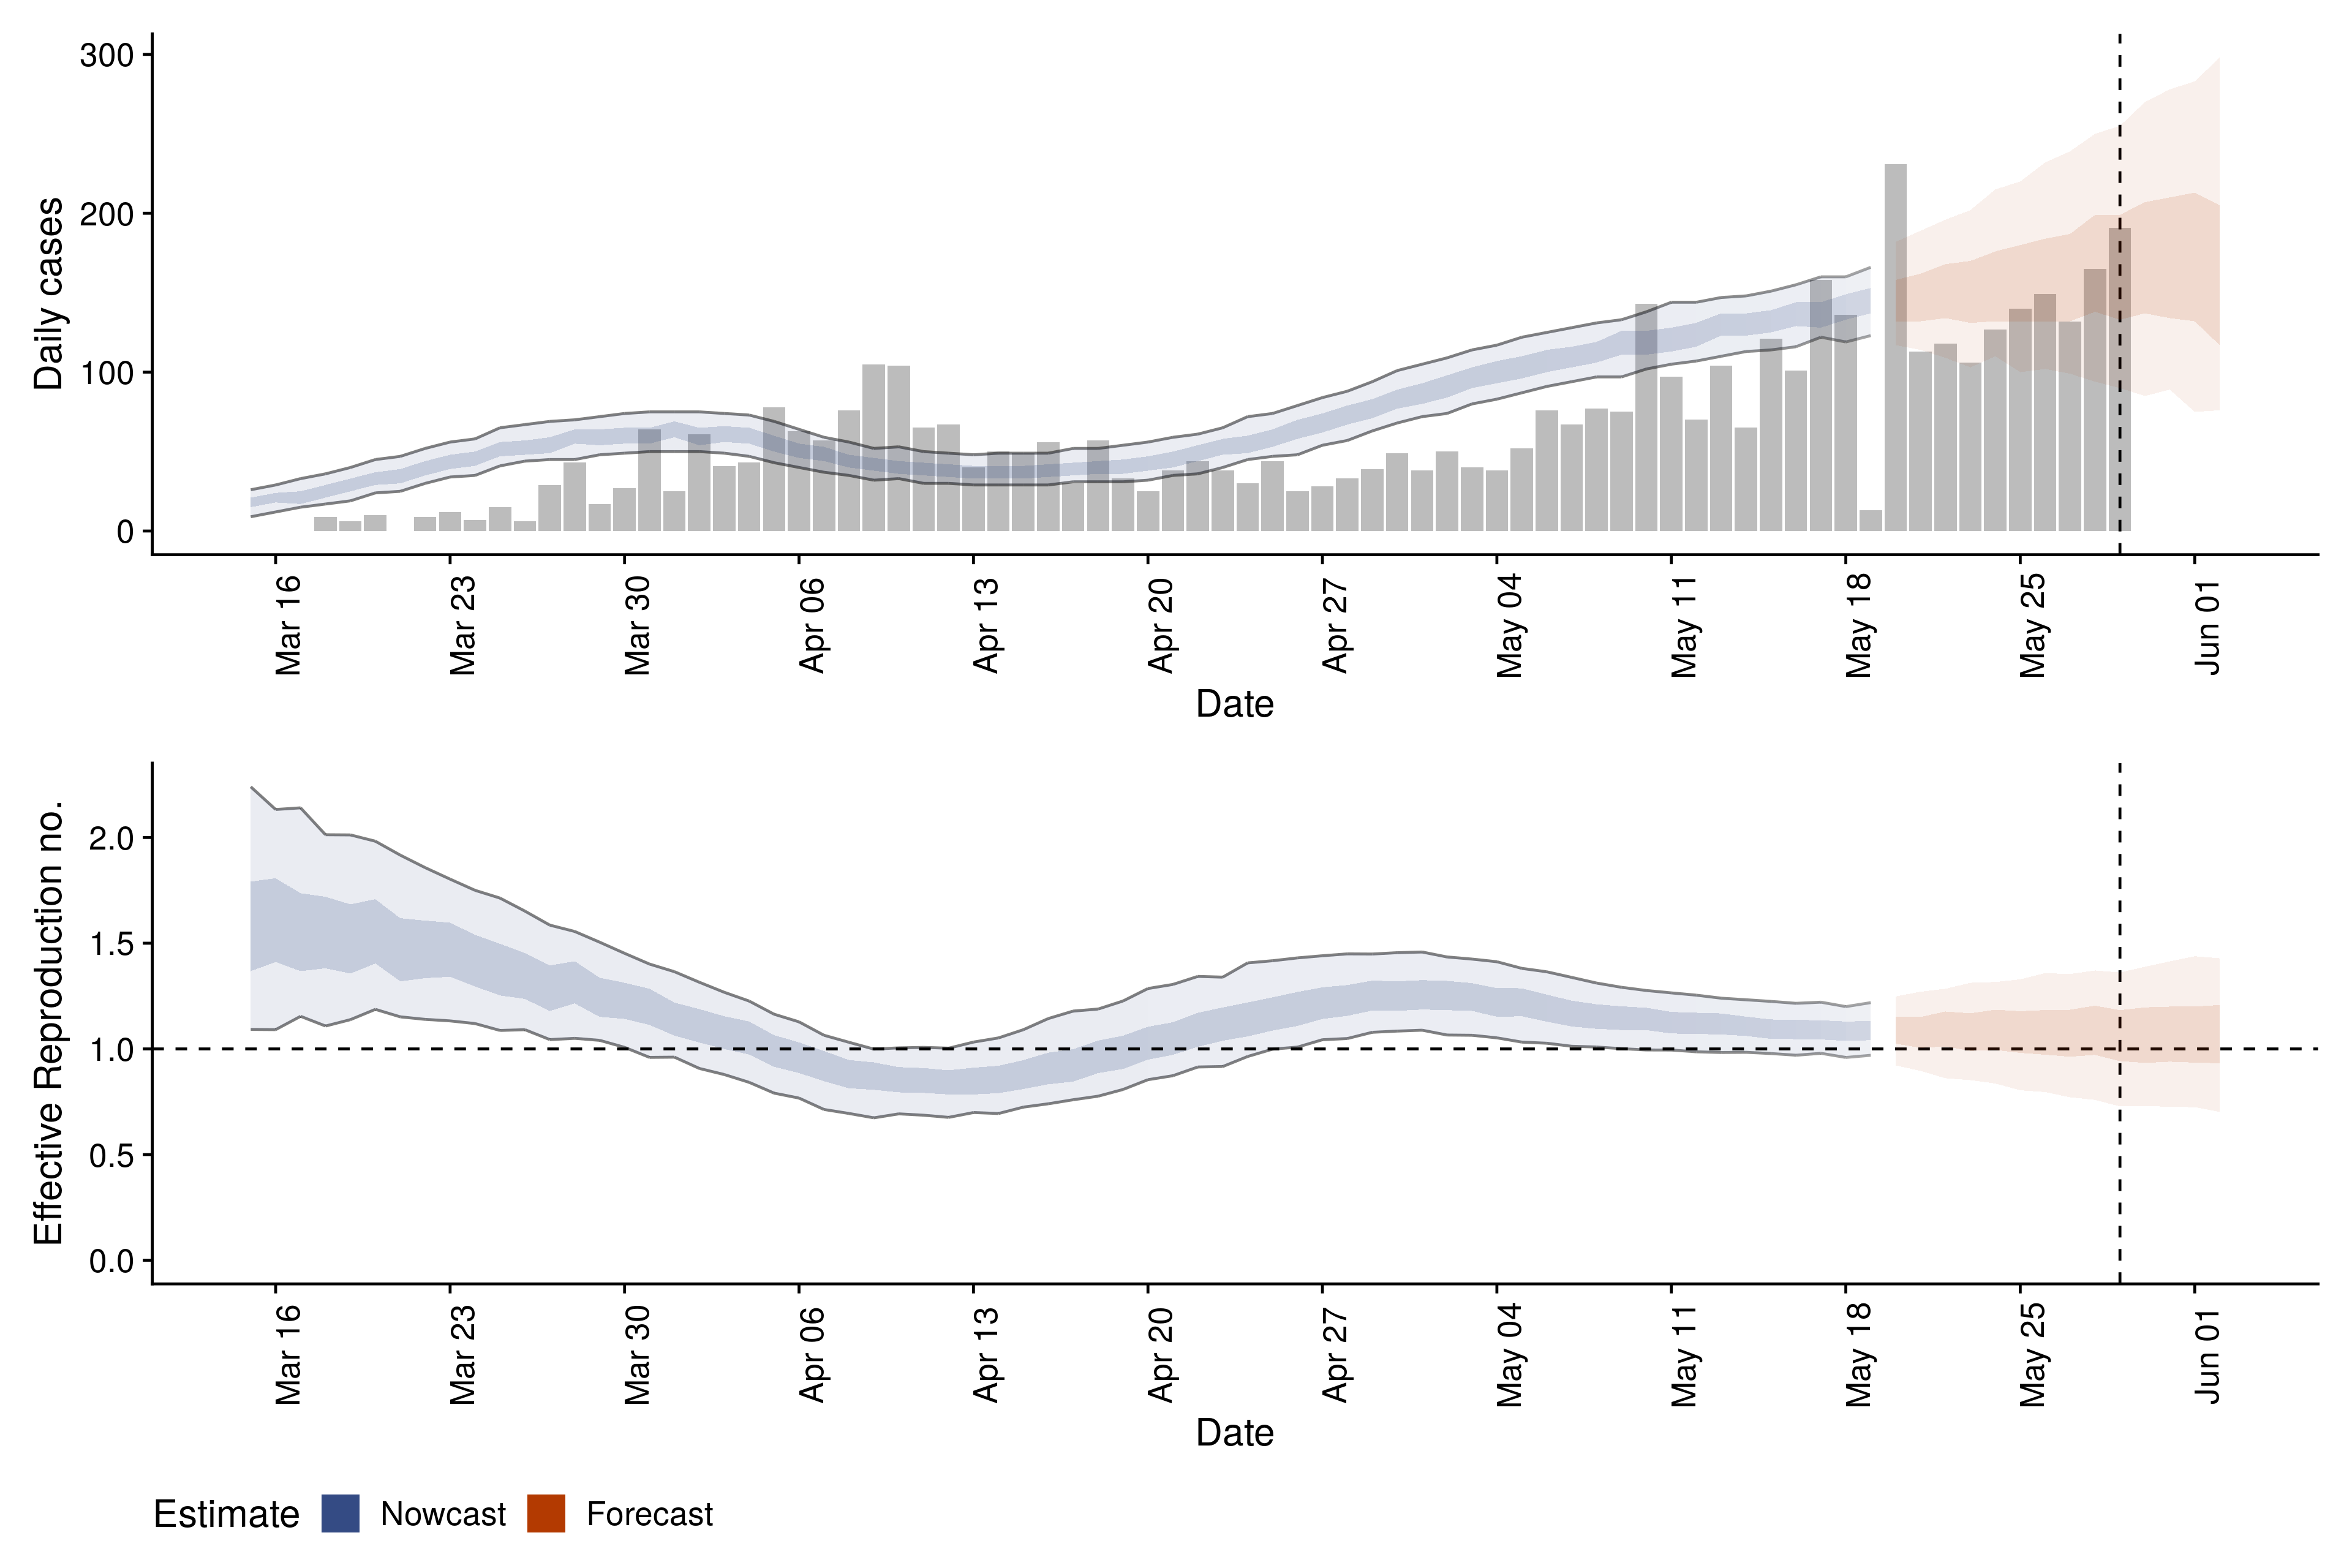 Daily cases
300
200
100
0
Mar 16
Mar 23
Mar 30
Apr 06
Apr 13
Apr 20
Apr 27
May 04
May 11
May 18
May 25
Jun 01
Date
Effective Reproduction no.
2.0
1.5
1.0
0.5
0.0
Mar 16
Mar 23
Mar 30
Apr 06
Apr 13
Apr 20
Apr 27
May 04
May 11
May 18
May 25
Jun 01
Date
Estimate Nowcast Forecast